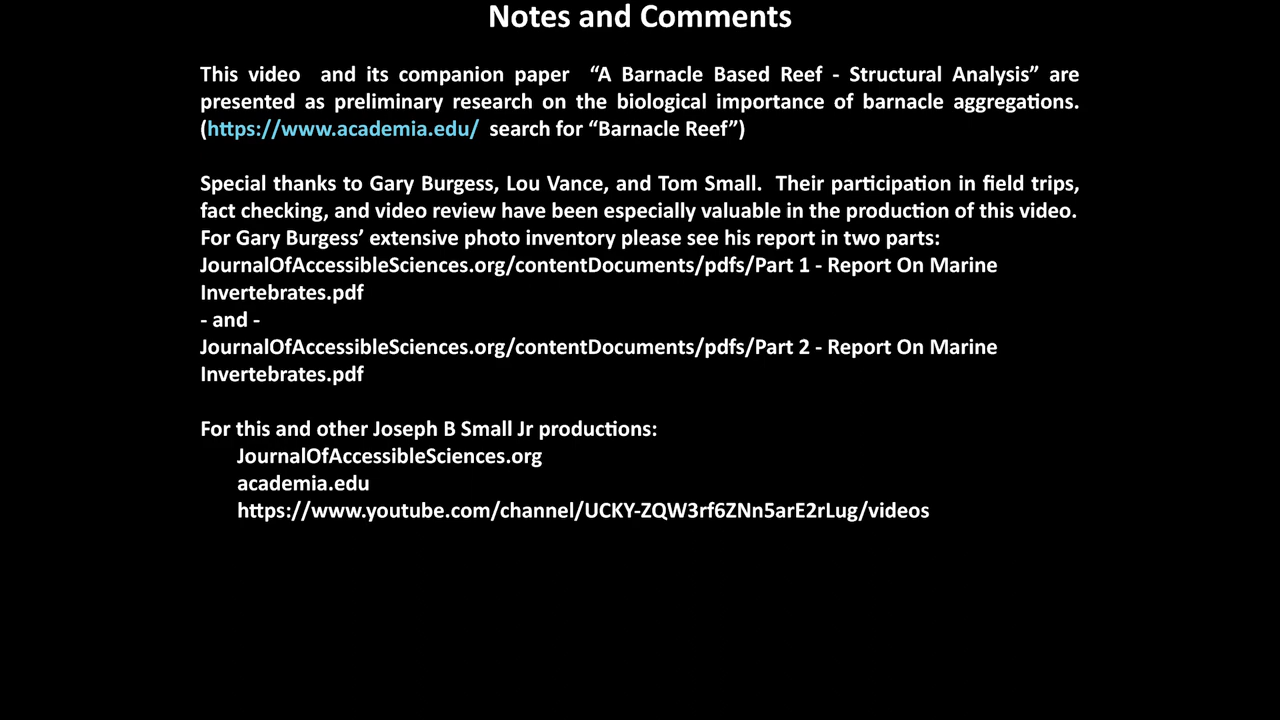 Notes and Comments
This video and its companion paper “A Barnacle Based Reef - Structural Analysis” are
presented as preliminary research on the biological importance of barnacle aggregations.
(https://www.academia.edu/ search for “Barnacle Reef”)
Special thanks to Gary Burgess, Lou Vance, and Tom Small. Their participation in field trips,
fact checking, and video review have been especially valuable in the production of this video.
For Gary Burgess’ extensive photo inventory please see his report in two parts:
JournalOfAccessibleSciences.org/contentDocuments/pdfs/Part 1 - Report On Marine
Invertebrates.pdf
- and -
JournalOfAccessibleSciences.org/contentDocuments/pdfs/Part 2 - Report On Marine
Invertebrates.pdf
For this and other Joseph B Small Jr productions:
JournalOfAccessibleSciences.org
academia.edu
https://www.youtube.com/channel/UCKY-ZQW3rf6ZNn5arE2rLug/videos